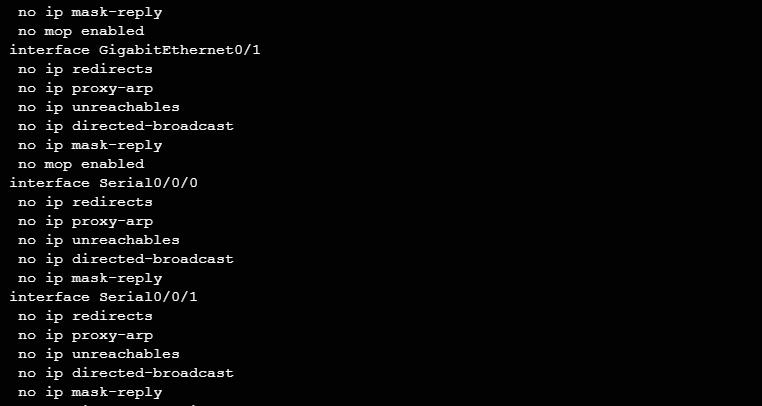 no ip mask-reply
no mop enabled
interface GigabitEthernet0/1
no ip redirects
no ip proxy-arp
no ip unreachables
no ip directed-broadcast
no ip mask-reply
no mop enabled
interface Serial0/0/0
no ip redirects
no ip proxy-arp
no ip unreachables
no ip directed-broadcast
no ip mask-reply
interface Serial0/0/1
no ip redirects
no ip proxy-arp
no ip unreachables
no ip directed-broadcast
no ip mask-reply